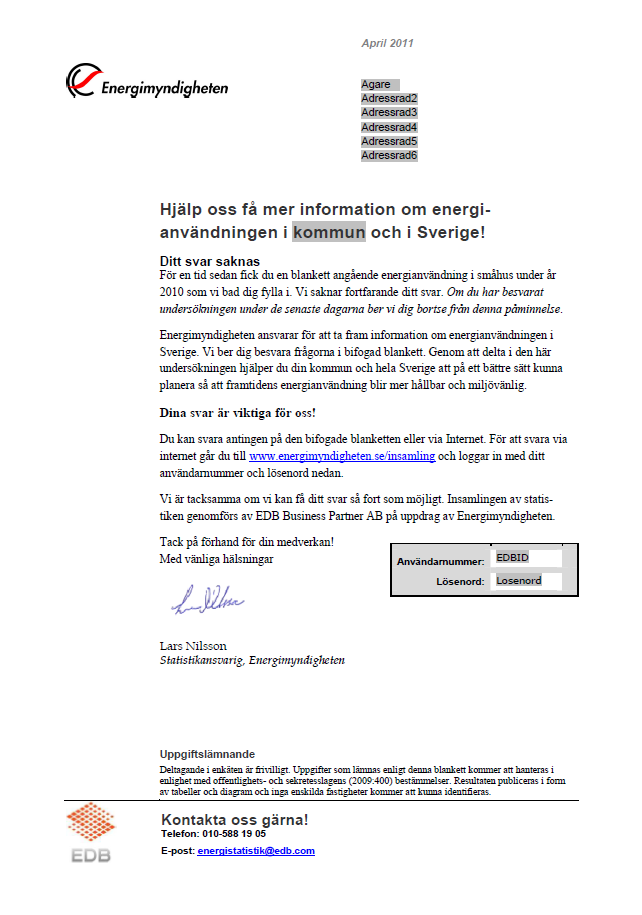 April 2011
Energimyndigheten
Agare
Adressrad2
Adressrad3
Adressrad4
Adressrad5
Adressrad6
Hjälp oss få mer information om energi-
användningen i kommun och i Sverige!
Ditt svar saknas
För en tid sedan fick du en blankett angående energianvändning i småhus under år
2010 som vi bad dig fylla i. Vi saknar fortfarande ditt svar. Om du har besvarat
undersökningen under de senaste dagarna ber vi dig bortse från denna påminnelse.
Energimyndigheten ansvarar för att ta fram information om energianvändningen i
Sverige. Vi ber dig besvara frågorna i bifogad blankett. Genom att delta i den här
undersökningen hjälper du din kommun och hela Sverige att på ett bättre sätt kunna
planera så att framtidens energianvändning blir mer hållbar och miljövänlig.
Dina svar är viktiga för oss!
Du kan svara antingen på den bifogade blanketten eller via Internet. För att svara via
internet går du till www.energimyndigheten.se/insamling och loggar in med ditt
användarnummer och lösenord nedan.
Vi är tacksamma om vi kan få ditt svar så fort som möjligt. Insamlingen av statis-
tiken genomförs av EDB Business Partner AB på uppdrag av Energimyndigheten.
Tack på förhand för din medverkan!
Med vänliga hälsningar
Användarnummer: EDBID
Lösenord: Losenord
Lars Nilsson
Statistikansvarig, Energimyndigheten
Uppgiftslämnande
Deltagande i enkäten är frivilligt. Uppgifter som lämnas enligt denna blankett kommer att hanteras i
enlighet med offentlighets- och sekretesslagens (2009:400) bestämmelser. Resultaten publiceras i form
av tabeller och diagram och inga enskilda fastigheter kommer att kunna identifieras.
EDB
Kontakta oss gärna!
Telefon: 010-588 19 05
E-post: energistatistik@edb.com